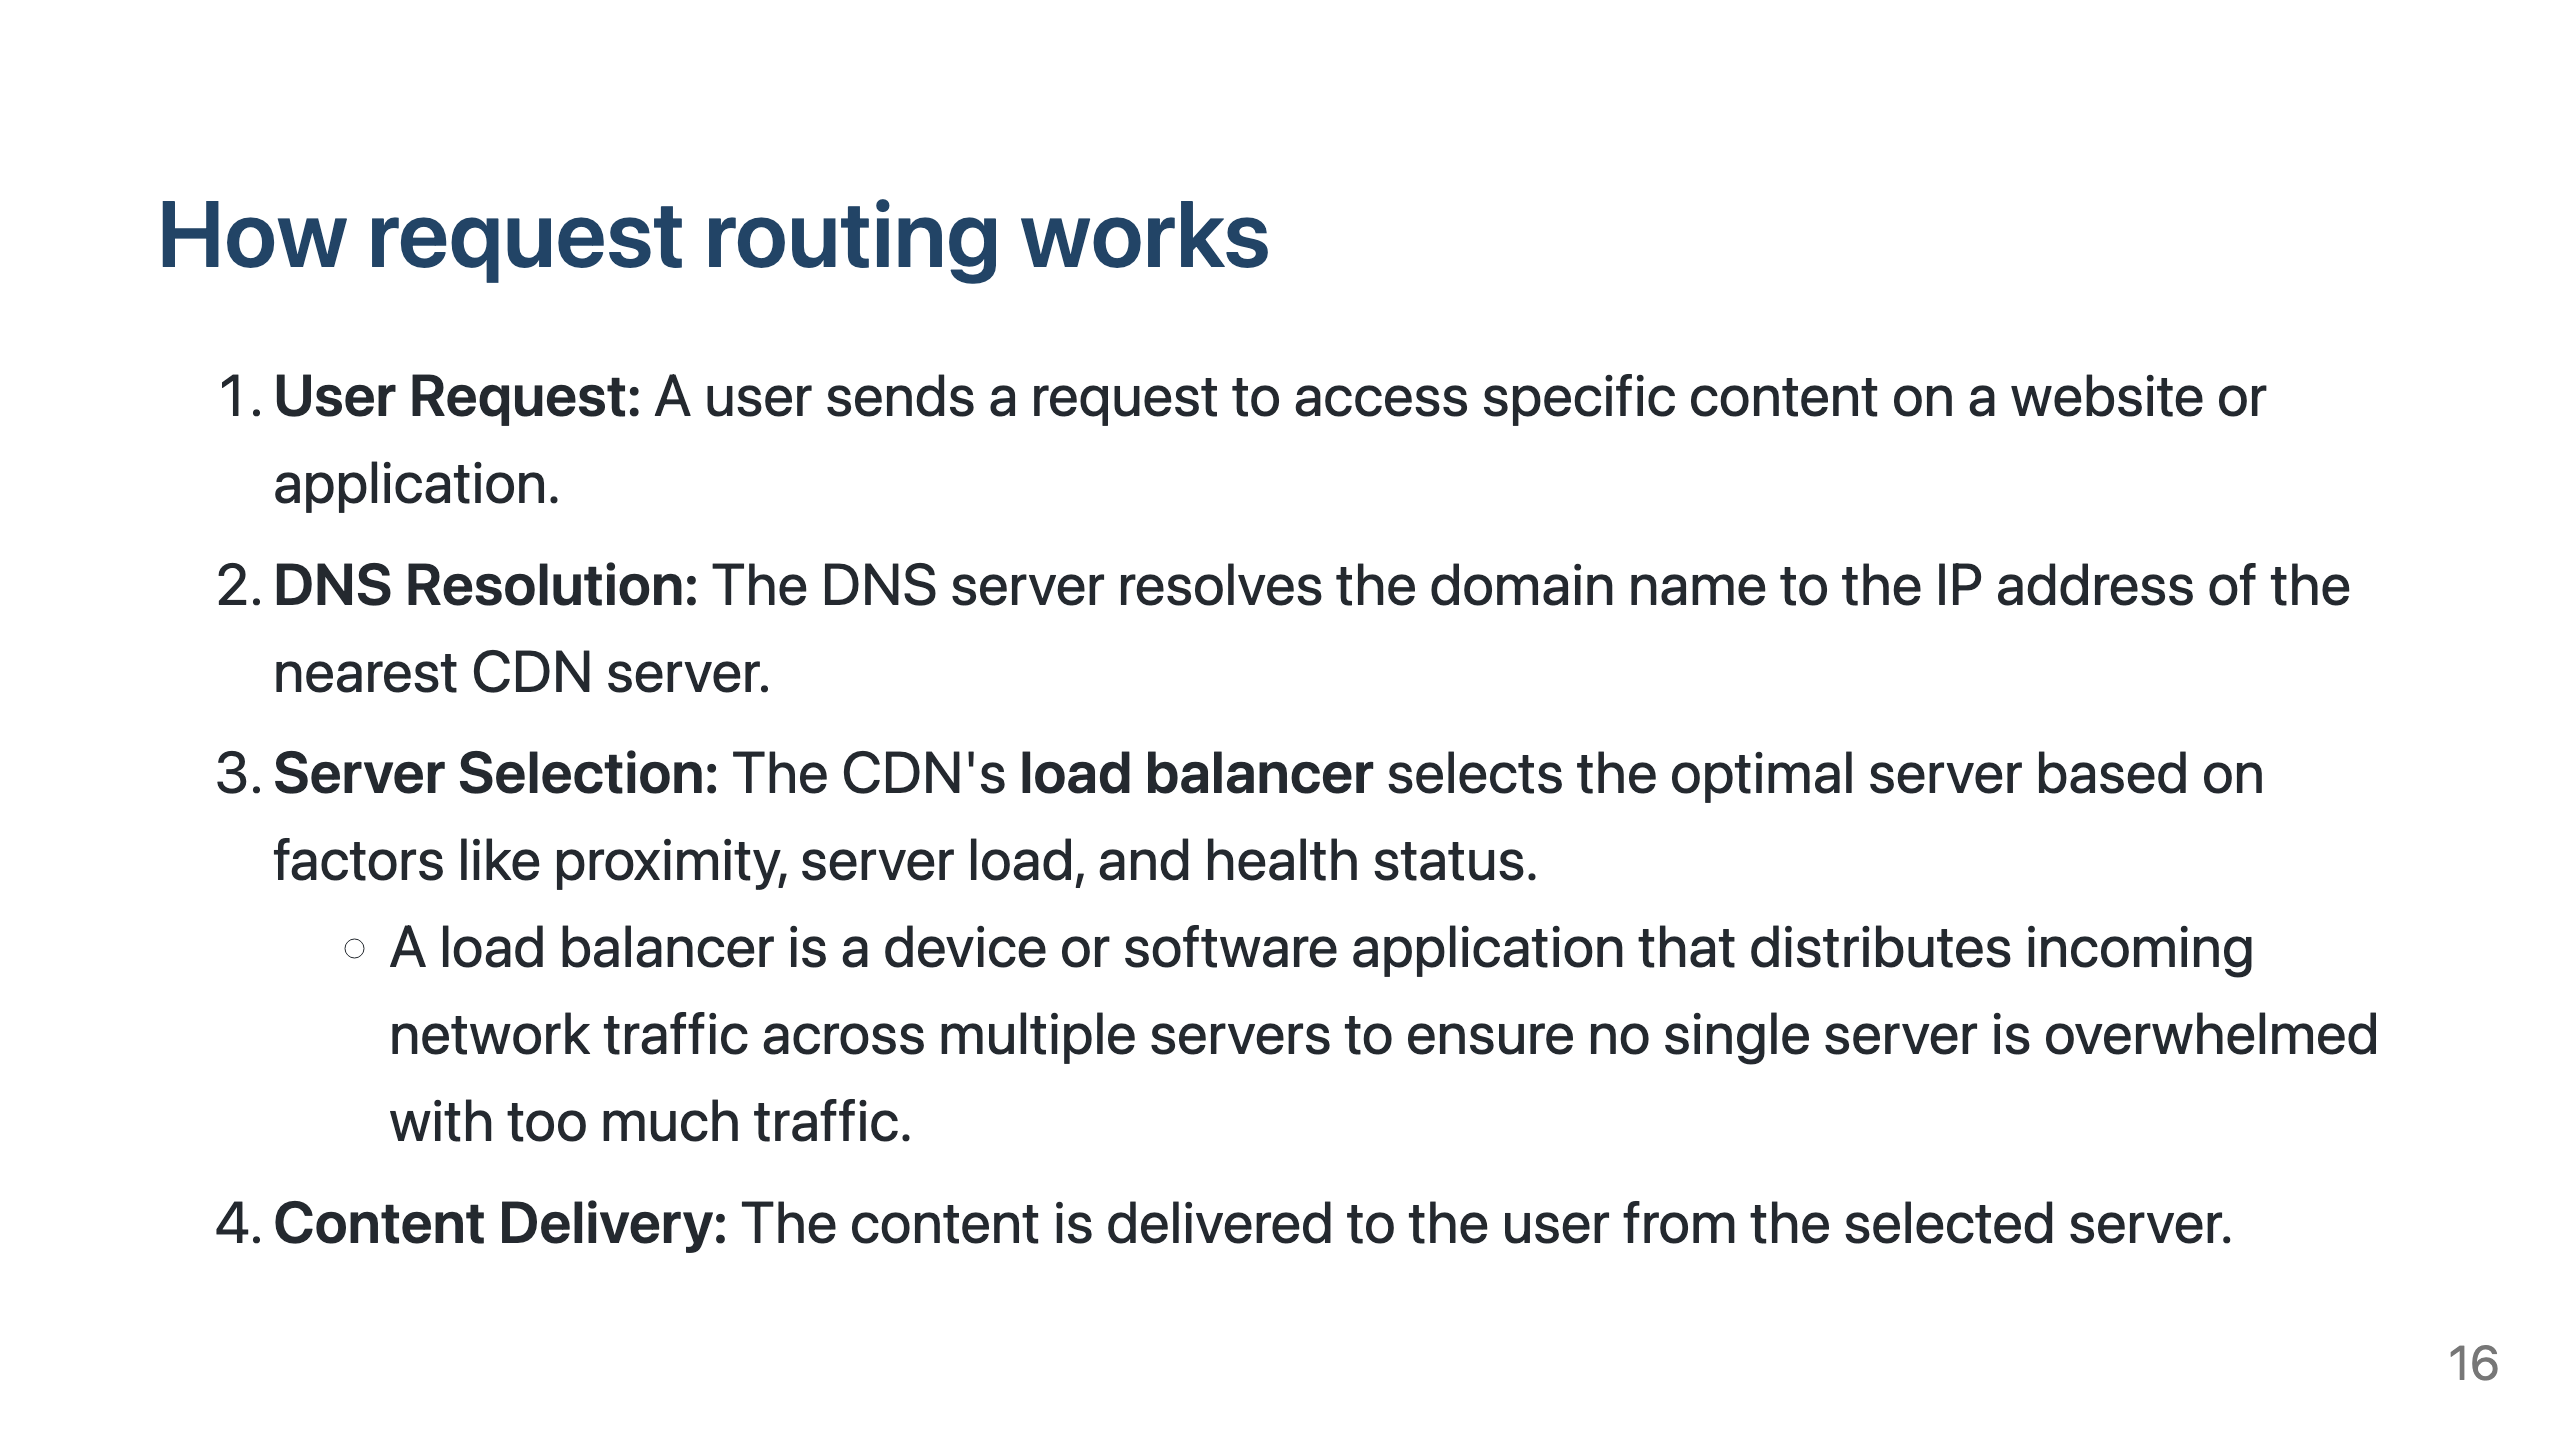 How request routing works
1. User Request: A user sends a request to access specific content on a website or
application.
2. DNS Resolution: The DNS server resolves the domain name to the IP address of the
nearest CDN server.
3. Server Selection: The CDN's load balancer selects the optimal server based on
factors like proximity, server load, and health status.
○ A load balancer is a device or software application that distributes incoming
network traffic across multiple servers to ensure no single server is overwhelmed
with too much traffic.
4. Content Delivery: The content is delivered to the user from the selected server.
16